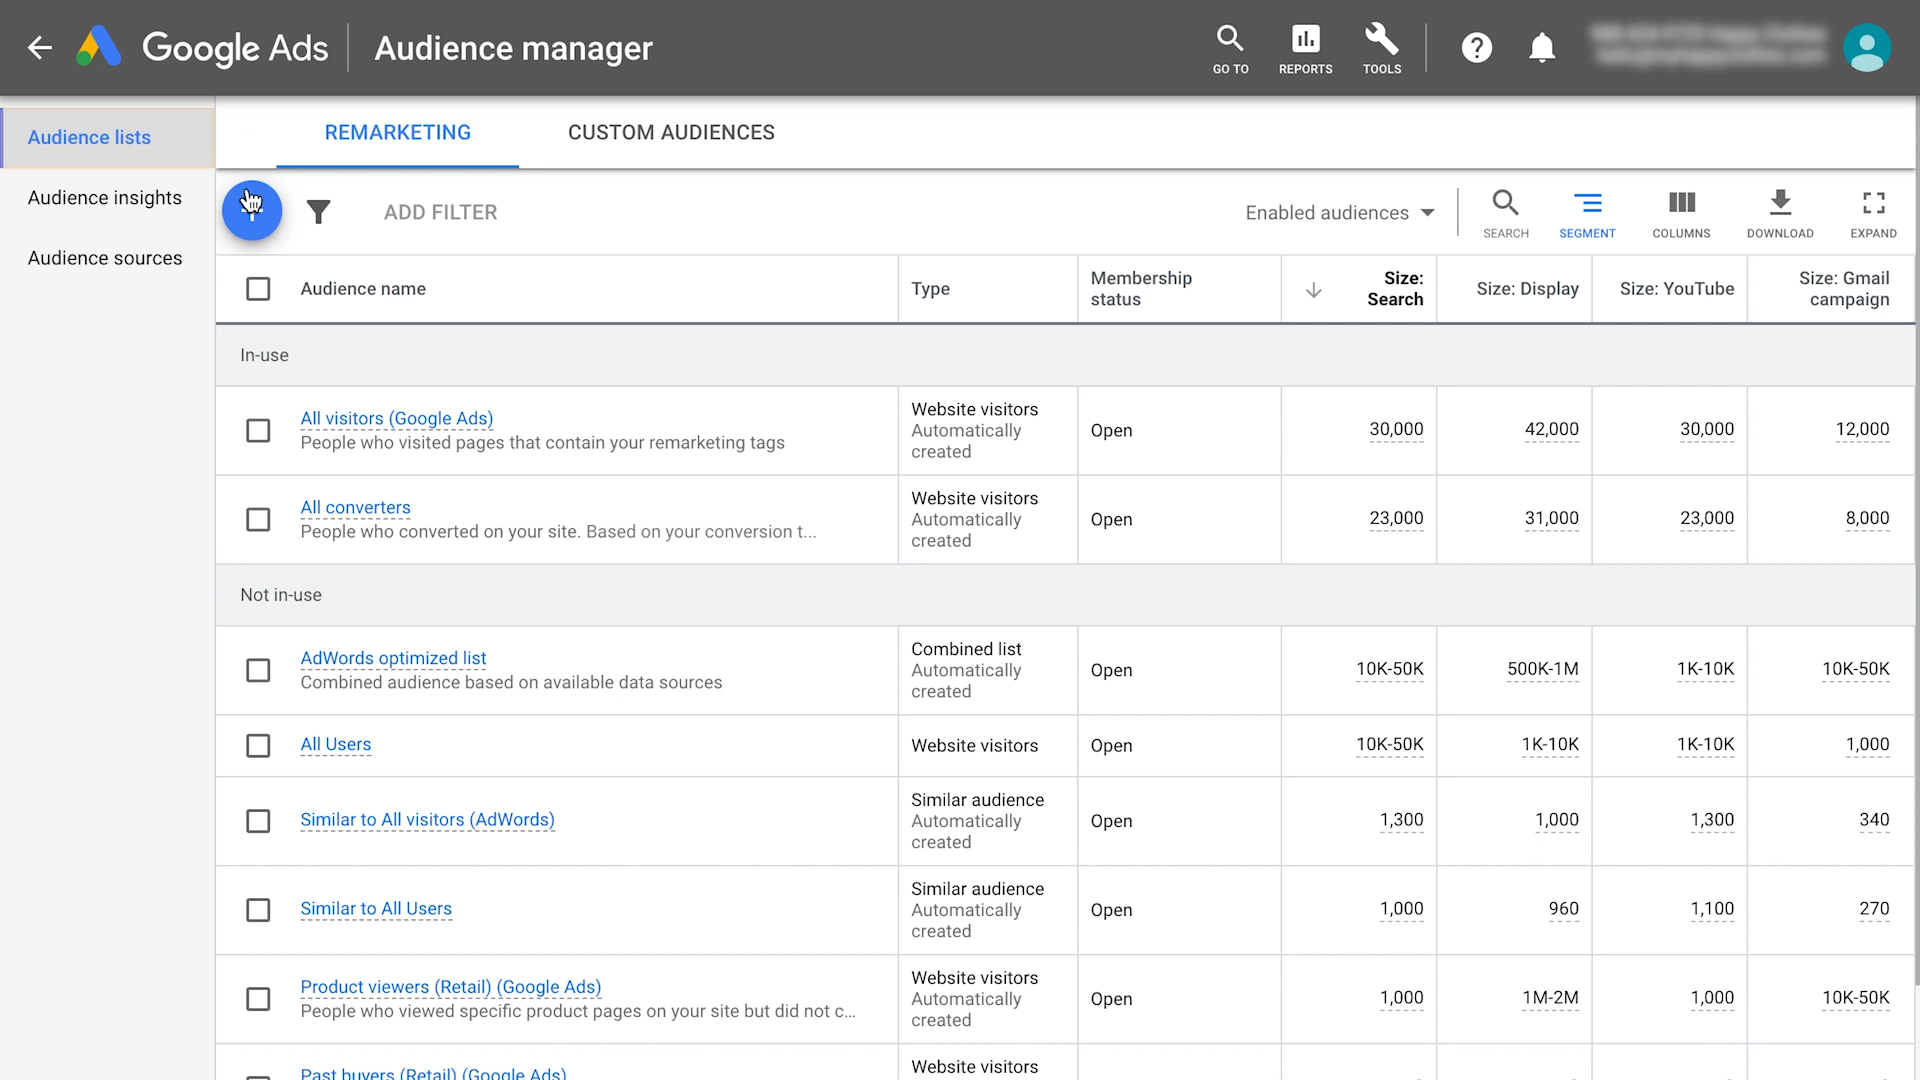 Google Ads
Audience manager
GO TO
REPORTS
TOOLS
Audience lists
Audience insights
Audience sources
REMARKETING
CUSTOM AUDIENCES
ADD FILTER
Enabled audiences
SEARCH
SEGMENT
COLUMNS
DOWNLOAD
EXPAND
Audience name
Type
Membership
status
Size:
Search
Size: Display
Size: YouTube
Size: Gmail
campaign
In-use
All visitors (Google Ads)
People who visited pages that contain your remarketing tags
Website visitors
Automatically
created
Open
30,000
42,000
30,000
12,000
All converters
People who converted on your site. Based on your conversion t...
Website visitors
Automatically
created
Open
23,000
31,000
23,000
8,000
Not in-use
AdWords optimized list
Combined audience based on available data sources
Combined list
Automatically
created
Open
10K-50K
500K-1M
1K-10K
10K-50K
All Users
Website visitors
Open
10K-50K
1K-10K
1K-10K
1,000
Similar to All visitors (AdWords)
Similar audience
Automatically
created
Open
1,300
1,000
1,300
340
Similar to All Users
Similar audience
Automatically
created
Open
1,000
960
1,100
270
Product viewers (Retail) (Google Ads)
People who viewed specific product pages on your site but did not c...
Website visitors
Automatically
created
Open
1,000
1M-2M
1,000
10K-50K
Past buyers (Retail) (Google Ads)
Website visitors